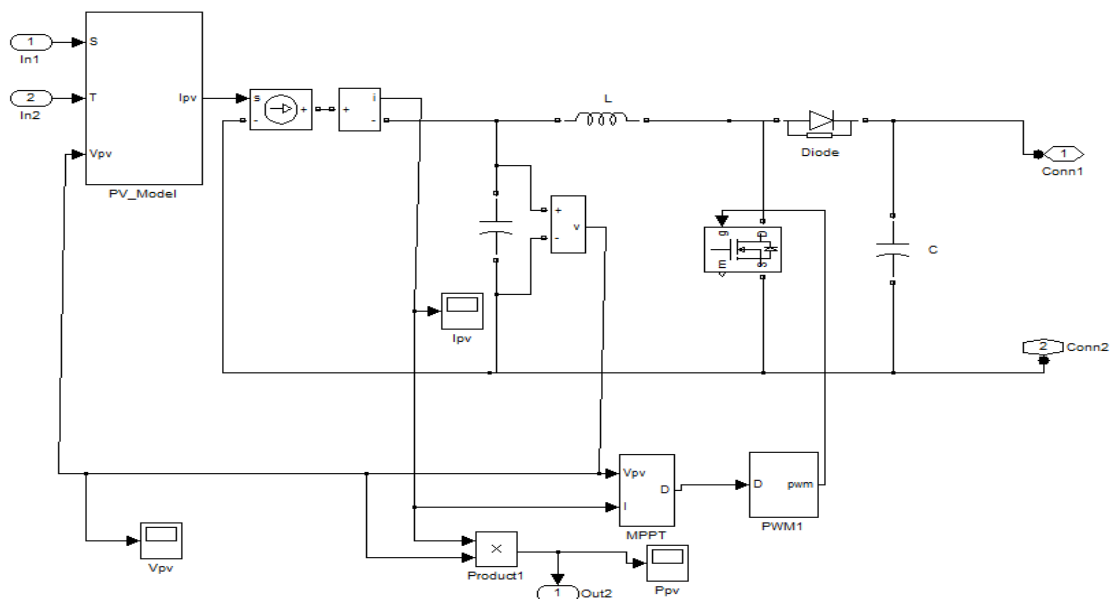 1
In1
2
In2
S
T
Vpv
Ipv
PV_Model
s
-
+
+
i
-
L
Diode
1
Conn1
+
-
v
g
D
m
S
C
Ipv
2
Conn2
Vpv
I
D
MPPT
D
pwm
PWM1
Vpv
×
Product1
1
Out2
Ppv